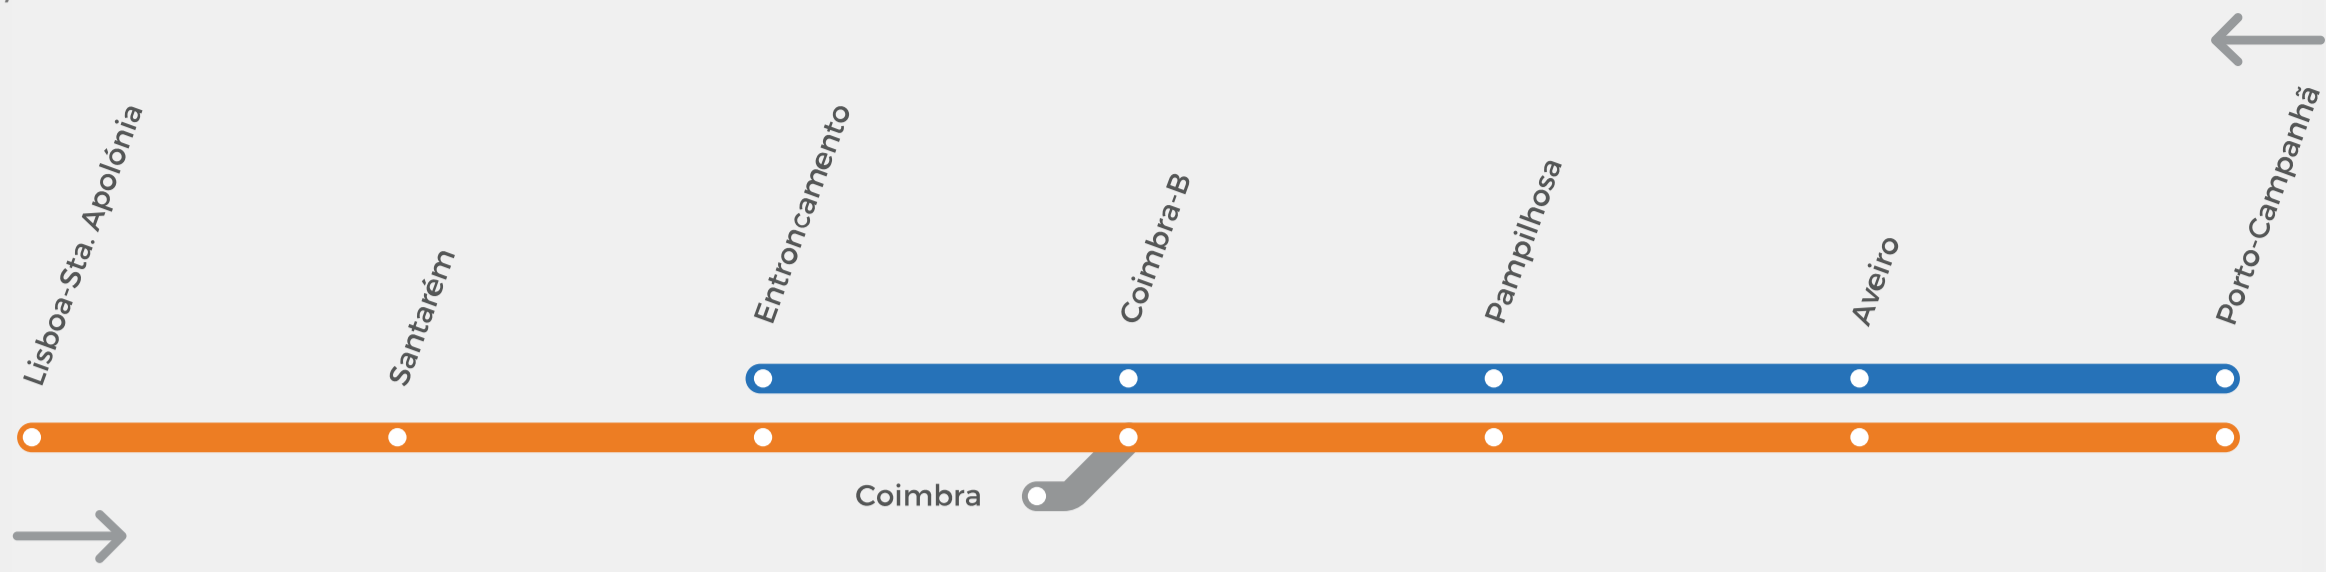 Lisboa-Sta. Apolónia
Santarém
Entroncamento
Coimbra-B
Pampilhosa
Aveiro
Porto-Campanhã
Coimbra